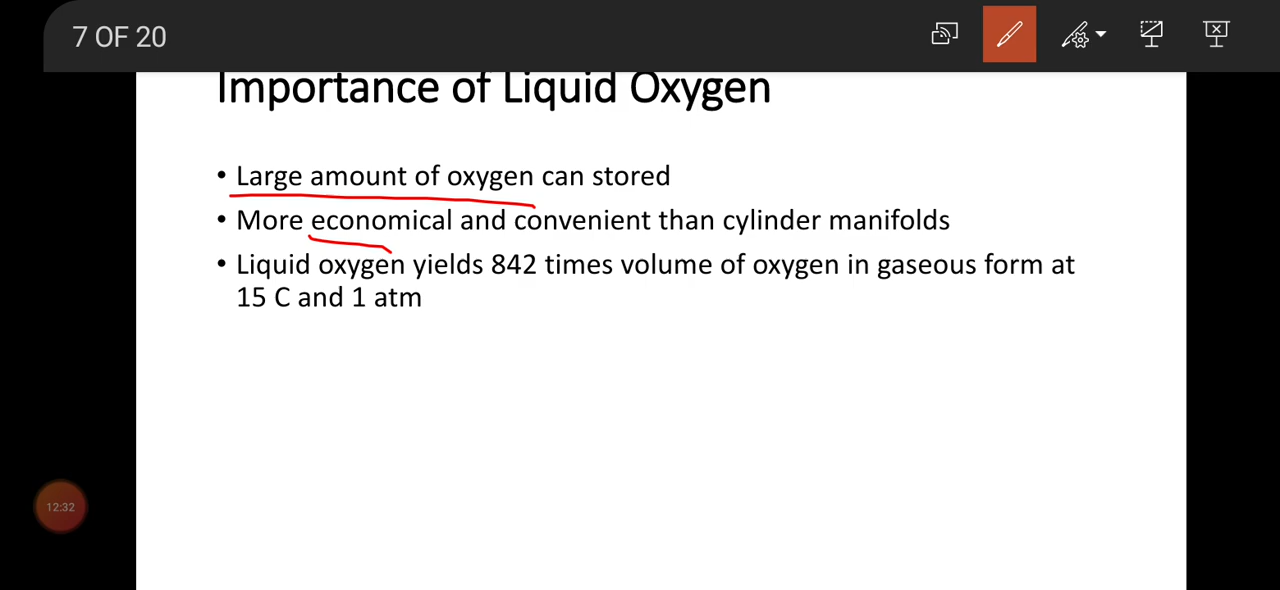 7 OF 20
Importance of Liquid Oxygen
• Large amount of oxygen can stored
• More economical and convenient than cylinder manifolds
• Liquid oxygen yields 842 times volume of oxygen in gaseous form at
15 C and 1 atm
12:32